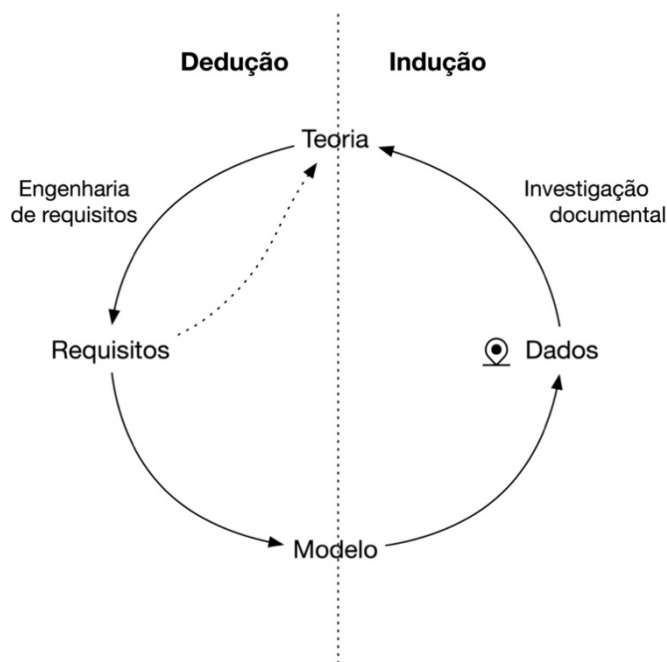 Dedução
Indução
Teoria
Engenharia
de requisitos
Investigação
documental
Requisitos
Dados
Modelo